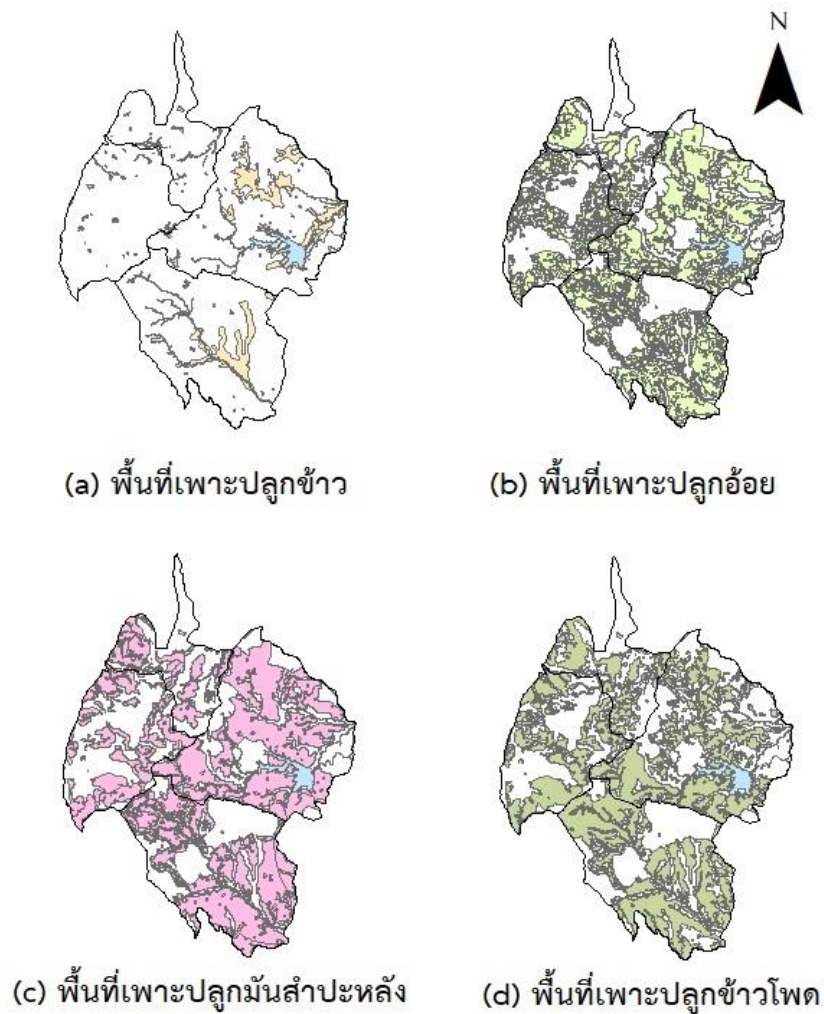 N
(a) พื้นที่เพาะปลูกข้าว
(b) พื้นที่เพาะปลูกอ้อย
(c) พื้นที่เพาะปลูกมันสำปะหลัง
(d) พื้นที่เพาะปลูกข้าวโพด